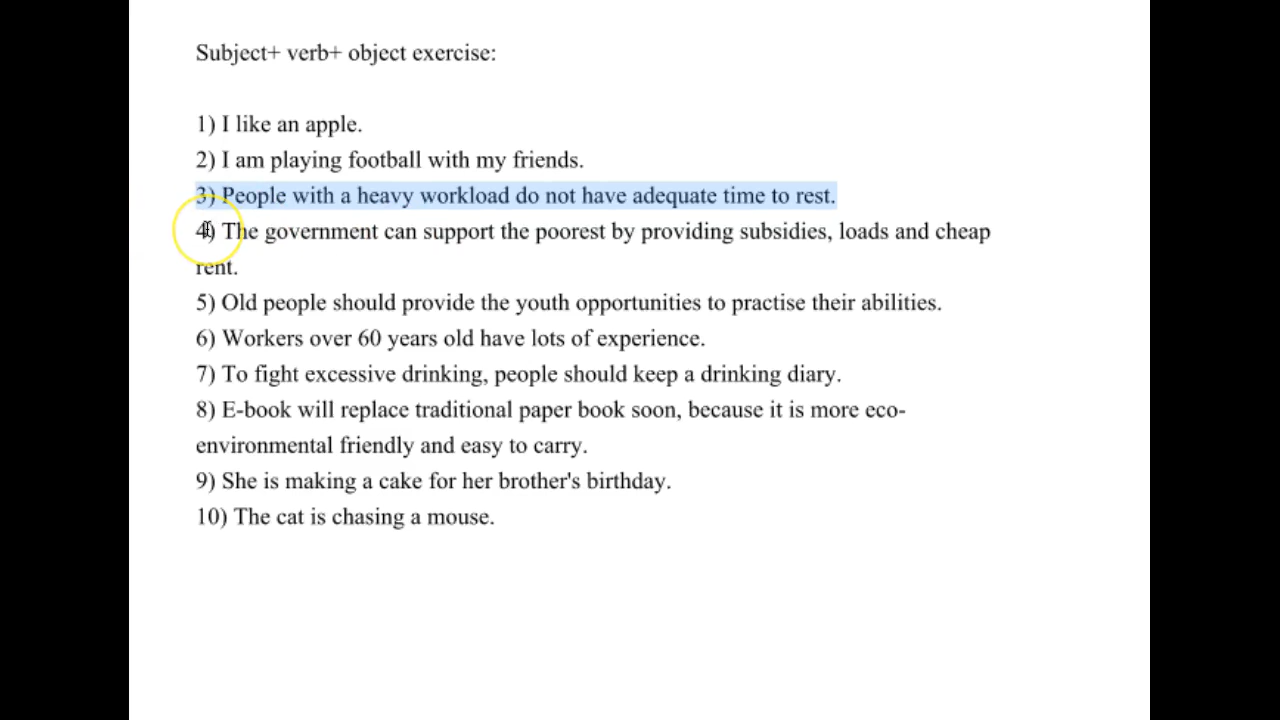 Subject+ verb+ object exercise:
1) I like an apple.
2) I am playing football with my friends.
3) People with a heavy workload do not have adequate time to rest.
4) The government can support the poorest by providing subsidies, loads and cheap
rent.
5) Old people should provide the youth opportunities to practise their abilities.
6) Workers over 60 years old have lots of experience.
7) To fight excessive drinking, people should keep a drinking diary.
8) E-book will replace traditional paper book soon, because it is more eco-
environmental friendly and easy to carry.
9) She is making a cake for her brother's birthday.
10) The cat is chasing a mouse.